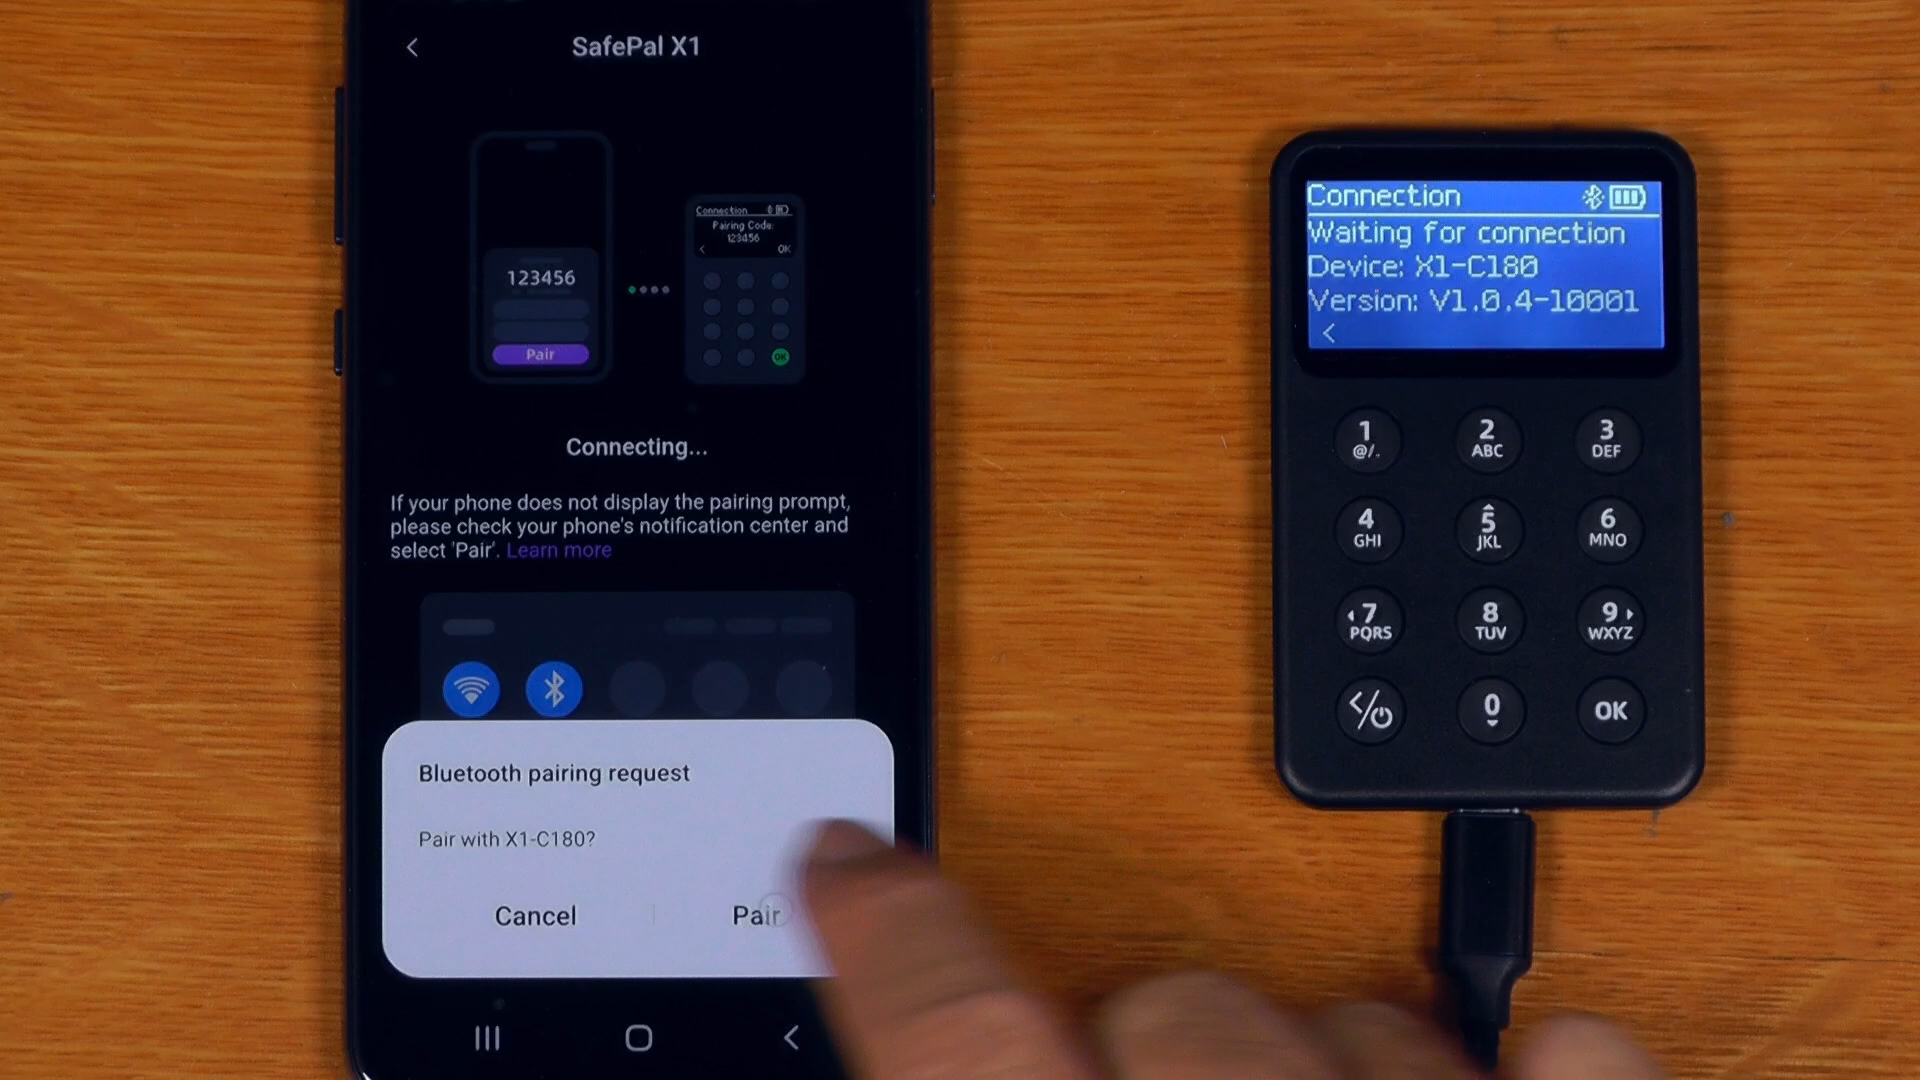 SafePal X1
Connection
Pairing Code:
123456
OK
123456
Pair
OK
Connecting...
If your phone does not display the pairing prompt,
please check your phone's notification center and
select 'Pair'. Learn more
Bluetooth pairing request
Pair with X1-C180?
Cancel
Pair
Connection
Waiting for connection
Device: X1-C180
Version: V1.0.4-10001
1
@/.
2
ABC
3
DEF
4
GHI
5
JKL
6
MNO
7
PQRS
8
TUV
9
WXYZ
0
OK